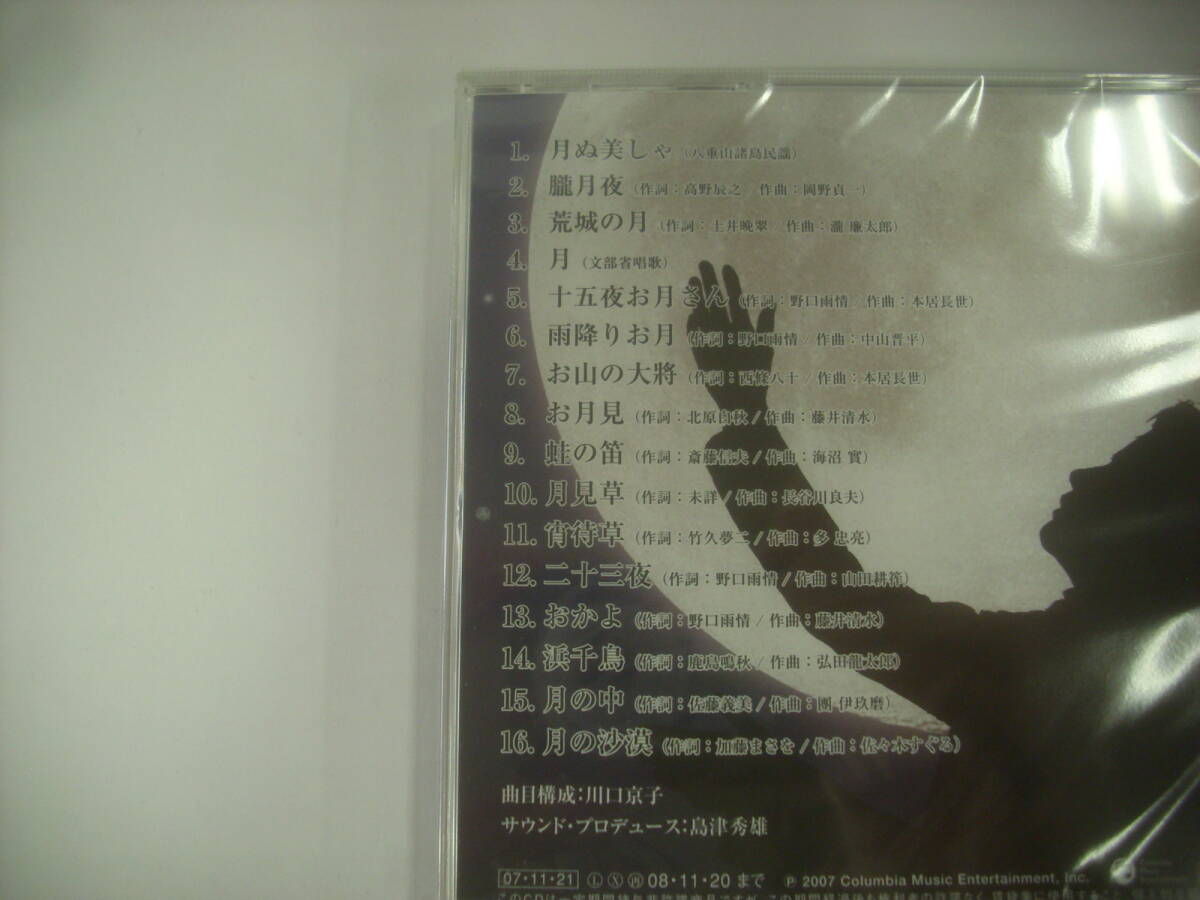 1. 月ぬ美しゃ (八重山諸島民謡)
2. 朧月夜 (作詞：高野辰之 / 作曲：岡野貞一)
3. 荒城の月 (作詞：土井晩翠 / 作曲：瀧 廉太郎)
4. 月 (文部省唱歌)
5. 十五夜お月さん (作詞：野口雨情 / 作曲：本居長世)
6. 雨降りお月 (作詞：野口雨情 / 作曲：中山晋平)
7. お山の大將 (作詞：西條八十 / 作曲：本居長世)
8. お月見 (作詞：北原白秋 / 作曲：藤井清水)
9. 蛙の笛 (作詞：斎藤信夫 / 作曲：海沼 實)
10. 月見草 (作詞：未詳 / 作曲：長谷川良夫)
11. 宵待草 (作詞：竹久夢二 / 作曲：多 忠亮)
12. 二十三夜 (作詞：野口雨情 / 作曲：山田耕筰)
13. おかよ (作詞：野口雨情 / 作曲：藤井清水)
14. 浜千鳥 (作詞：鹿島鳴秋 / 作曲：弘田龍太郎)
15. 月の中 (作詞：佐藤義美 / 作曲：團 伊玖磨)
16. 月の沙漠 (作詞：加藤まさを / 作曲：佐々木すぐる)
曲目構成：川口京子
サウンド・プロデュース：島津秀雄
07・11・21 Ⓛ Ⓧ 08・11・20 まで ℗ 2007 Columbia Music Entertainment, Inc.